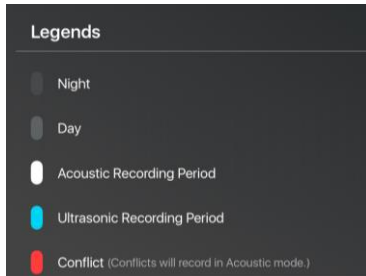 Legends
Night
Day
Acoustic Recording Period
Ultrasonic Recording Period
Conflict (Conflicts will record in Acoustic mode.)